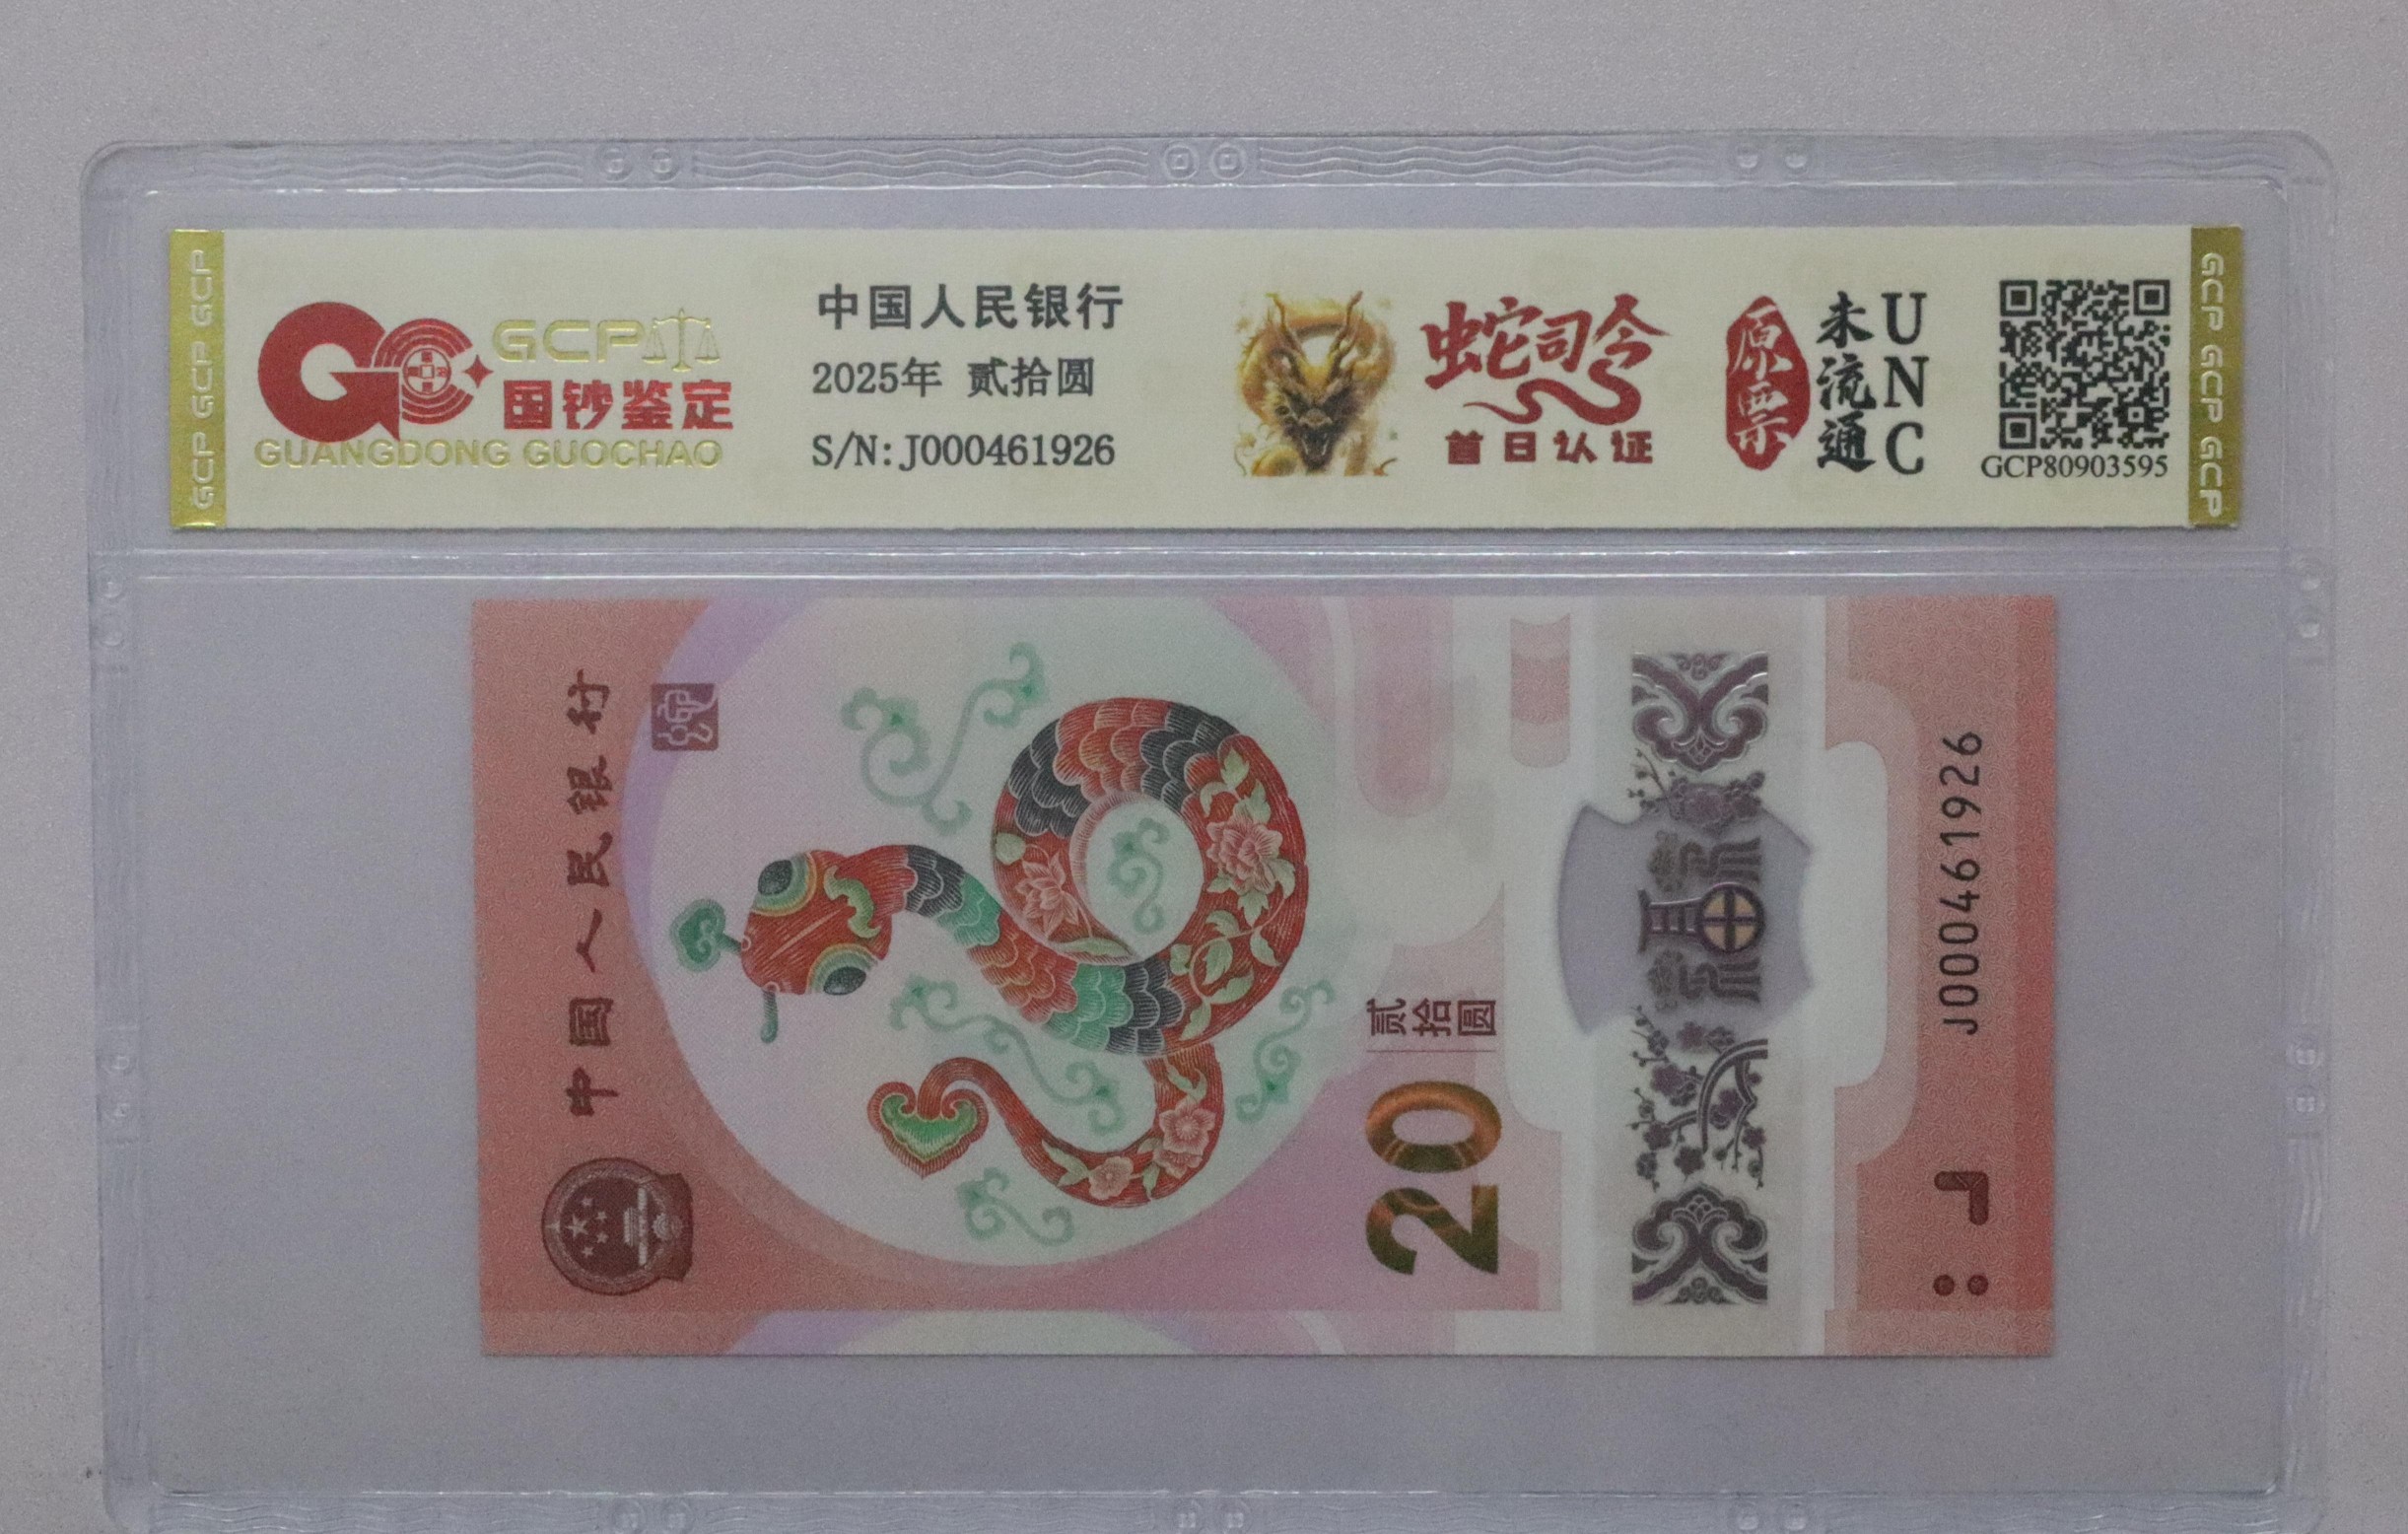 GCP GCP GCP
GCP
国钞鉴定
GUANGDONG GUOCHAO
中国人民银行
2025年 贰拾圆
S/N: J000461926
蛇司令
首日认证
原票
未流通
UNC
GCP80903595
GCP GCP GCP
中国人民银行
贰拾圆
20
J000461926